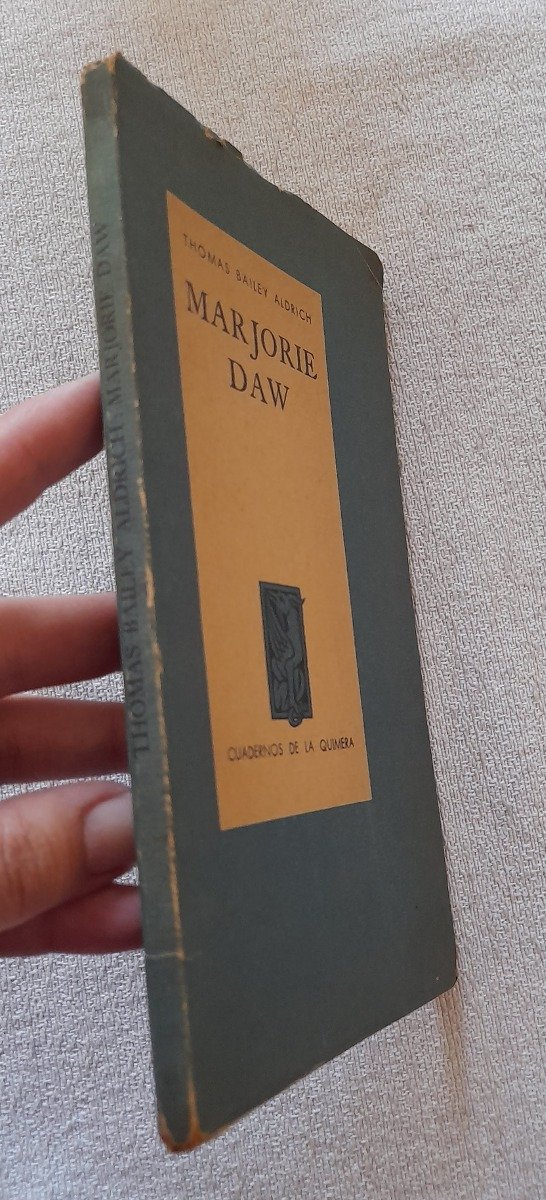 THOMAS BAILEY ALDRICH
MARJORIE
DAW
CUADERNOS DE LA QUIMERA
THOMAS BAILEY ALDRICH: MARJORIE DAW